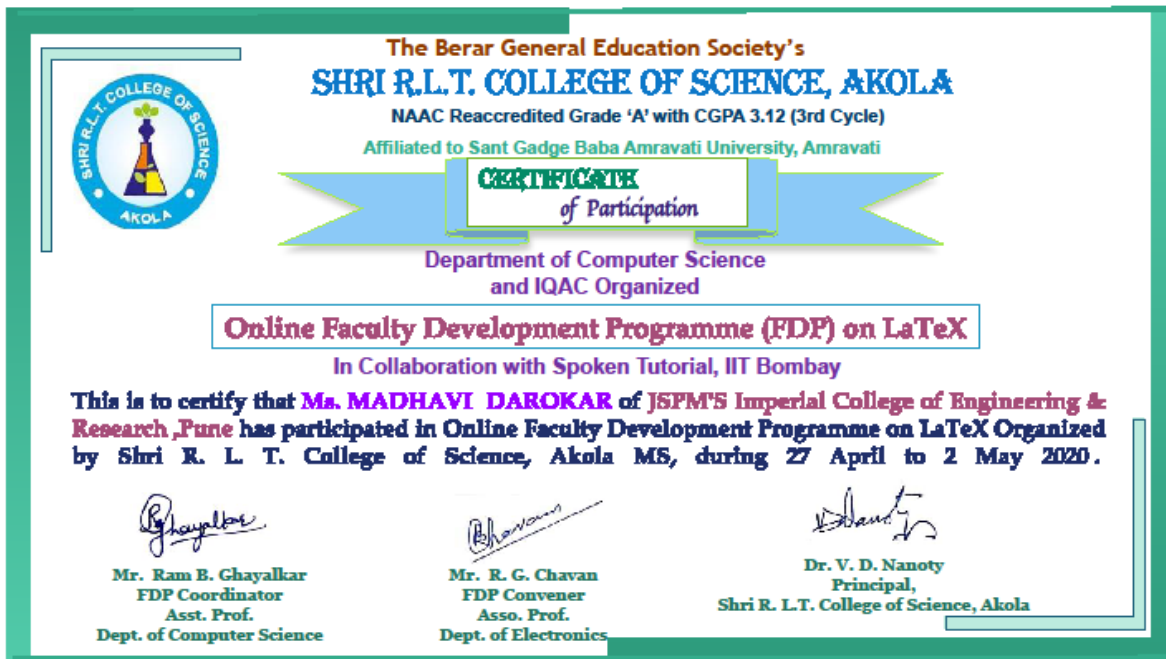 The Berar General Education Society's
SHRI R.L.T. COLLEGE OF SCIENCE, AKOLA
NAAC Reaccredited Grade 'A' with CGPA 3.12 (3rd Cycle)
Affiliated to Sant Gadge Baba Amravati University, Amravati
SHRI R.L.T. COLLEGE OF SCIENCE
AKOLA
CERTIFICATE
of Participation
Department of Computer Science
and IQAC Organized
Online Faculty Development Programme (FDP) on LaTeX
In Collaboration with Spoken Tutorial, IIT Bombay
This is to certify that Ms. MADHAVI DAROKAR of JSPM'S Imperial College of Engineering &
Research ,Pune has participated in Online Faculty Development Programme on LaTeX Organized
by Shri R. L. T. College of Science, Akola MS, during 27 April to 2 May 2020.
Mr. Ram B. Ghayalkar
FDP Coordinator
Asst. Prof.
Dept. of Computer Science
Mr. R. G. Chavan
FDP Convener
Asso. Prof.
Dept. of Electronics
Dr. V. D. Nanoty
Principal,
Shri R. L.T. College of Science, Akola